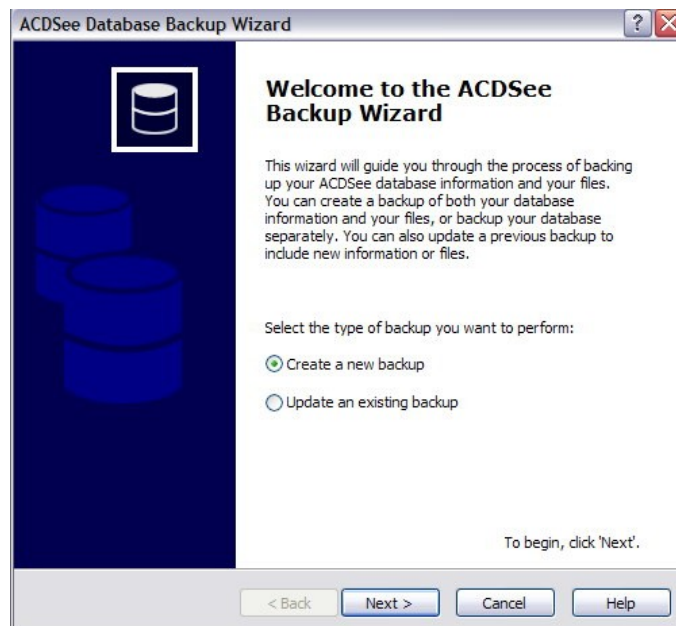 ACDSee Database Backup Wizard
Welcome to the ACDSee
Backup Wizard
This wizard will guide you through the process of backing
up your ACDSee database information and your files.
You can create a backup of both your database
information and your files, or backup your database
separately. You can also update a previous backup to
include new information or files.
Select the type of backup you want to perform:
Create a new backup
Update an existing backup
To begin, click 'Next'.
< Back Next > Cancel Help